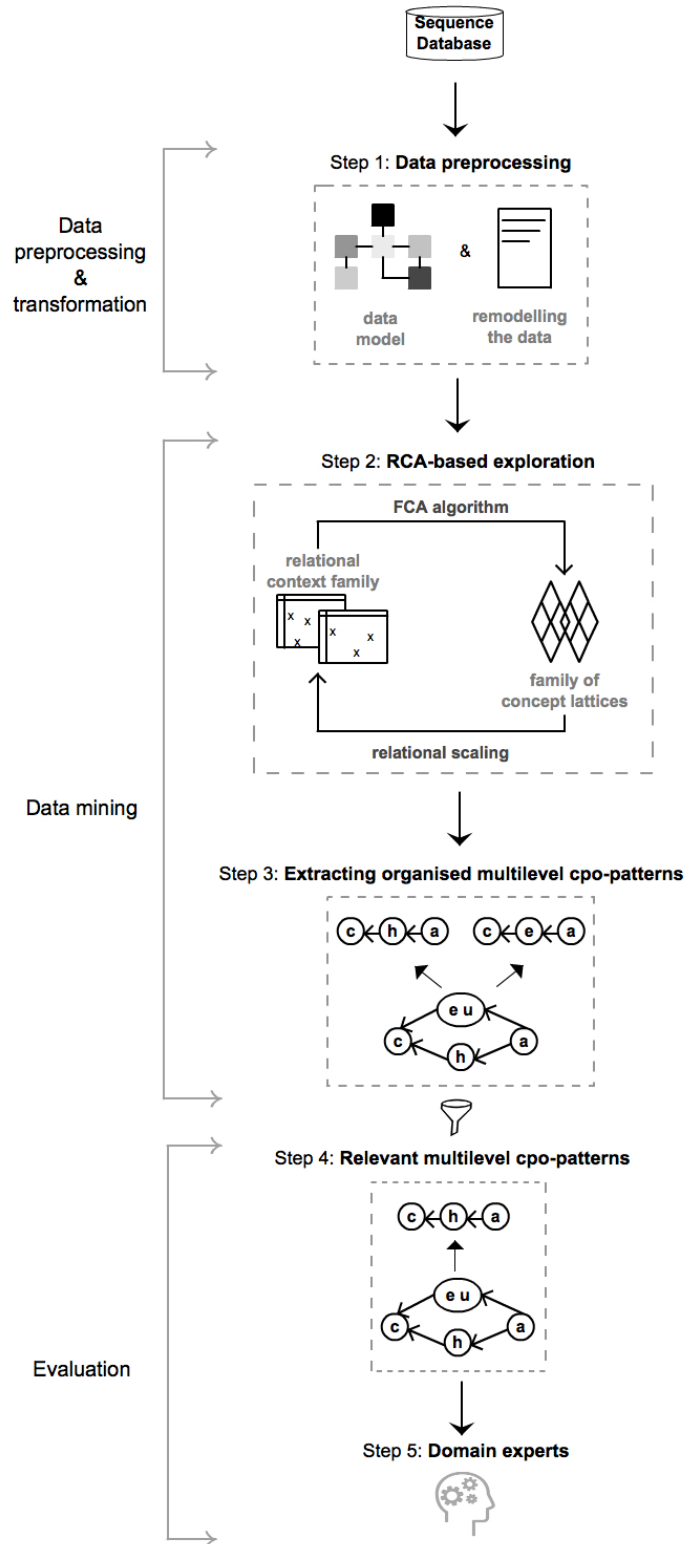 Sequence
Database
Step 1: Data preprocessing
Data
preprocessing
&
transformation
&
data
model
remodelling
the data
Step 2: RCA-based exploration
FCA algorithm
relational
context family
x
x
x
x
x
x
family of
concept lattices
relational scaling
Data mining
Step 3: Extracting organised multilevel cpo-patterns
c h a c e a
e u
c a
h
Step 4: Relevant multilevel cpo-patterns
c h a
e u
c a
h
Evaluation
Step 5: Domain experts